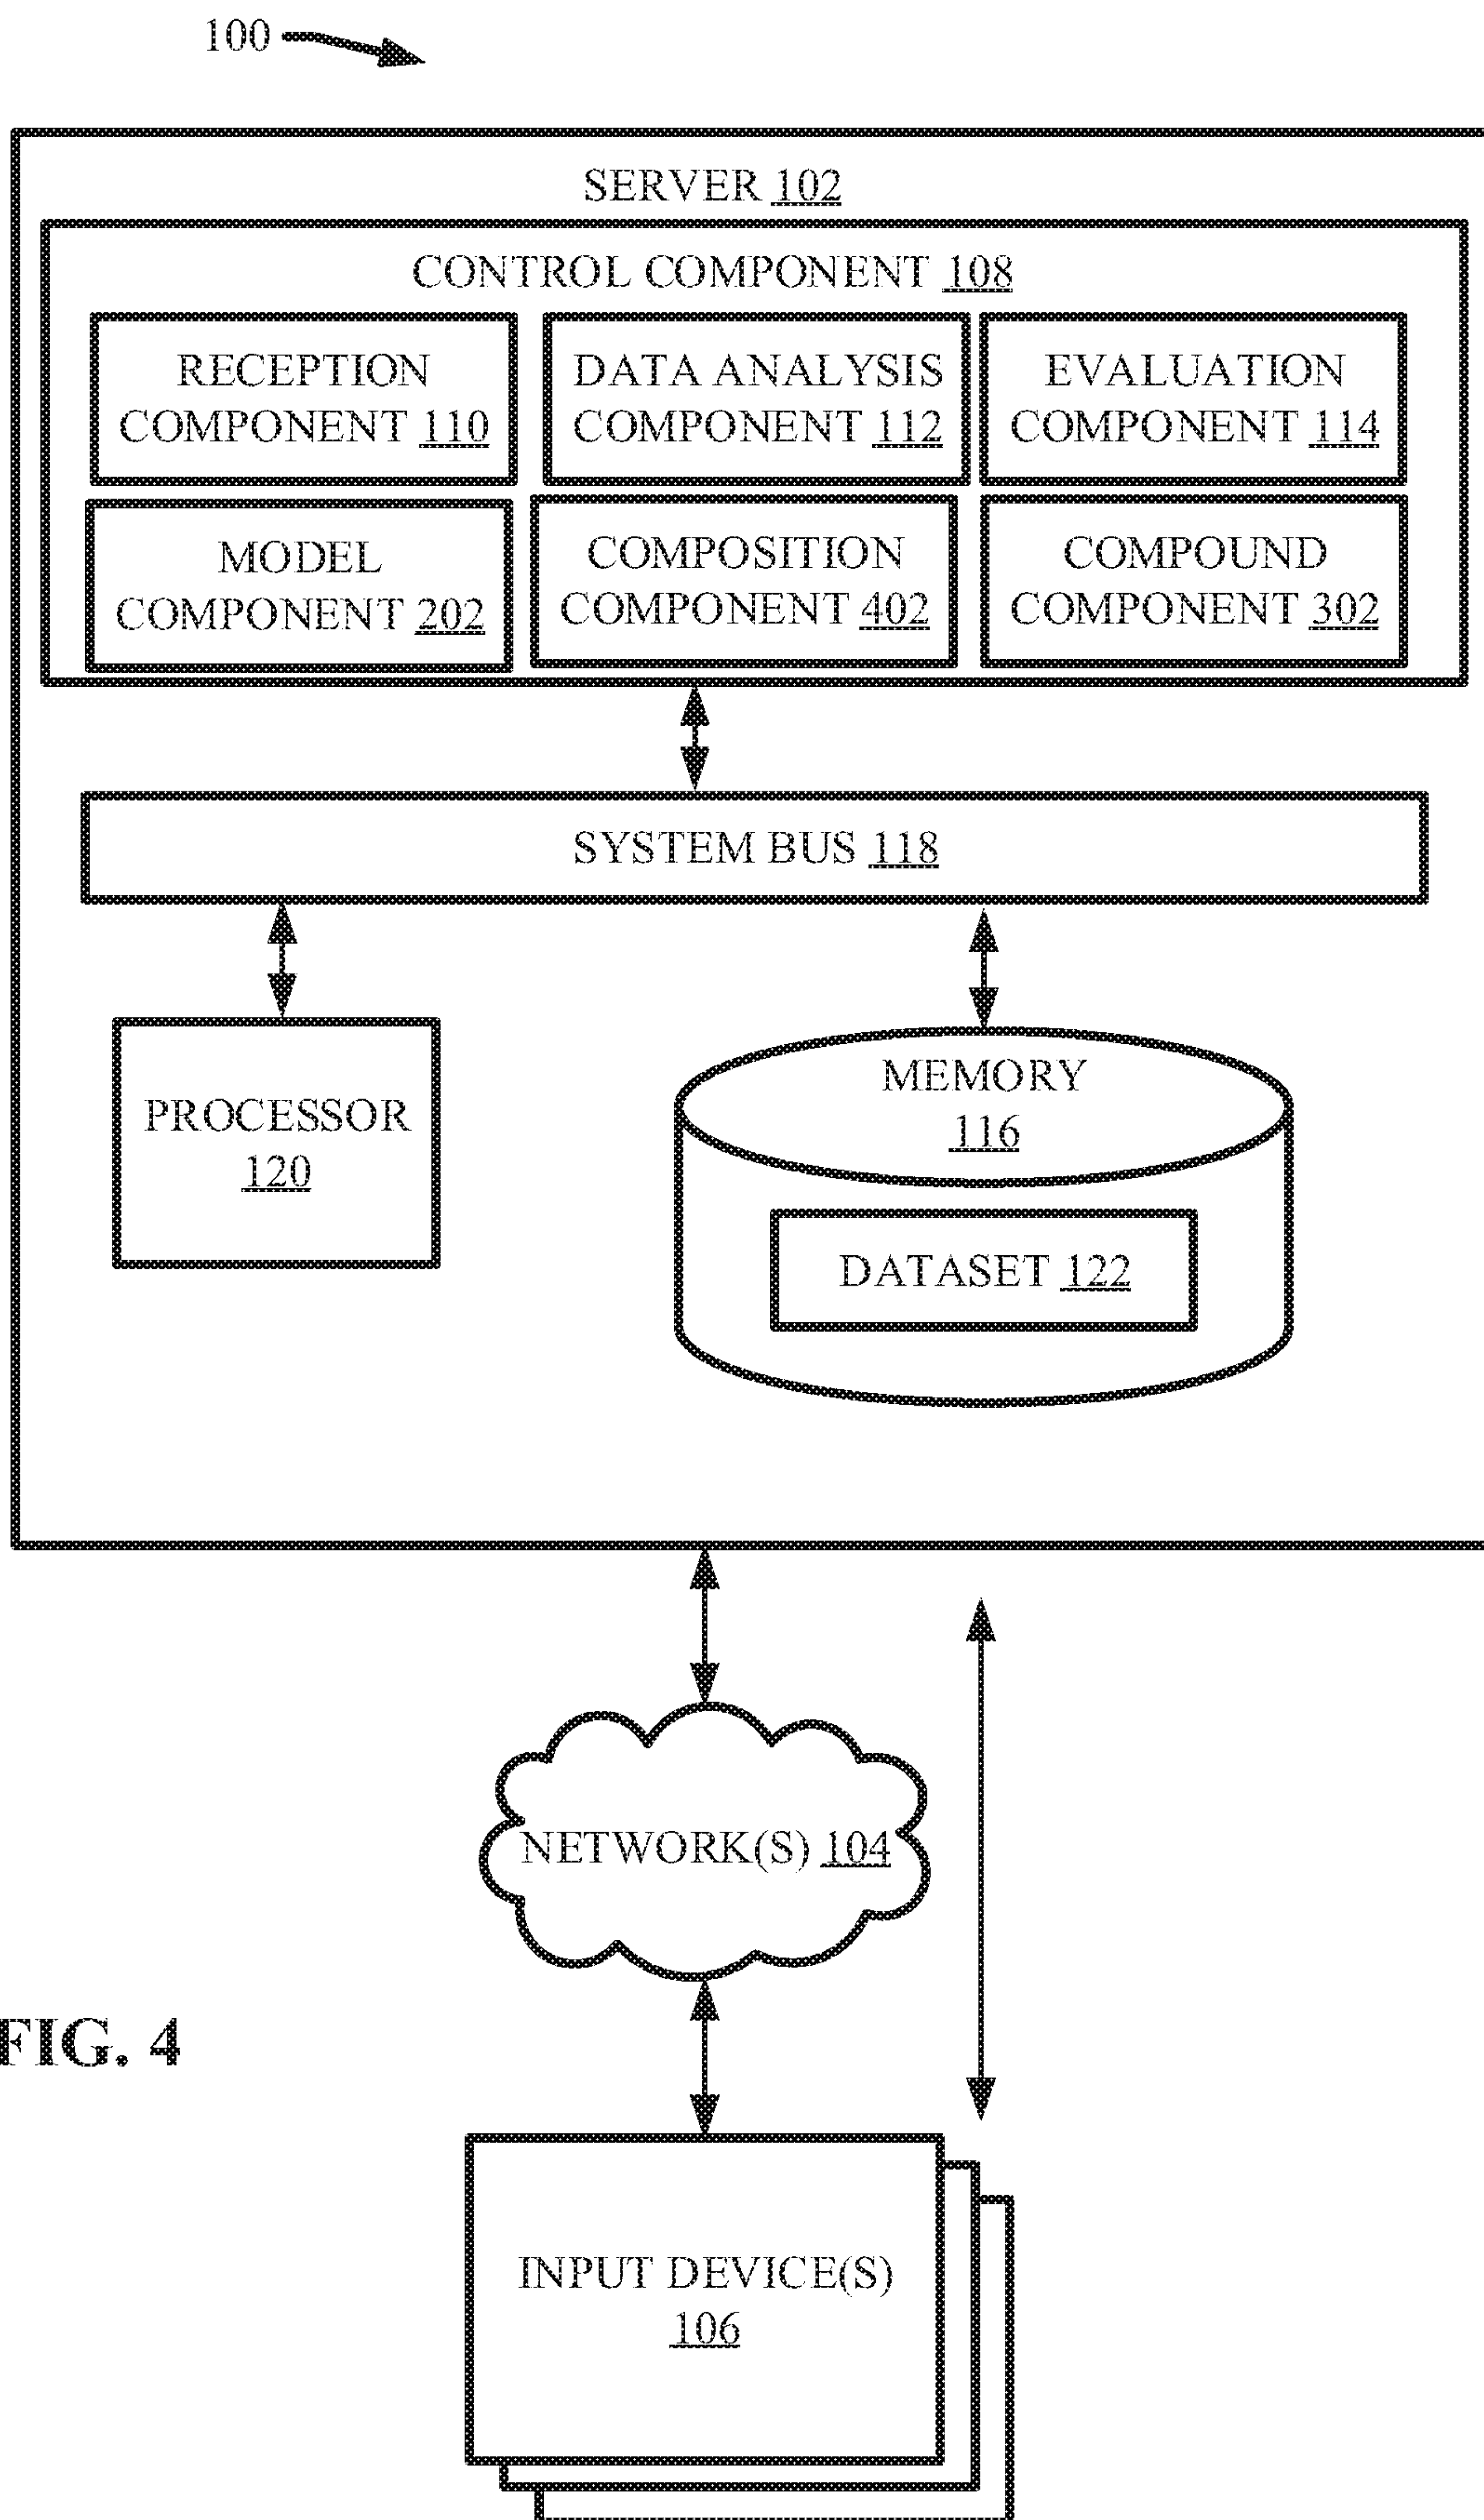 100
SERVER 102
CONTROL COMPONENT 108
RECEPTION
COMPONENT 110
DATA ANALYSIS
COMPONENT 112
EVALUATION
COMPONENT 114
MODEL
COMPONENT 202
COMPOSITION
COMPONENT 402
COMPOUND
COMPONENT 302
SYSTEM BUS 118
PROCESSOR
120
MEMORY
116
DATASET 122
NETWORK(S) 104
FIG. 4
INPUT DEVICE(S)
106